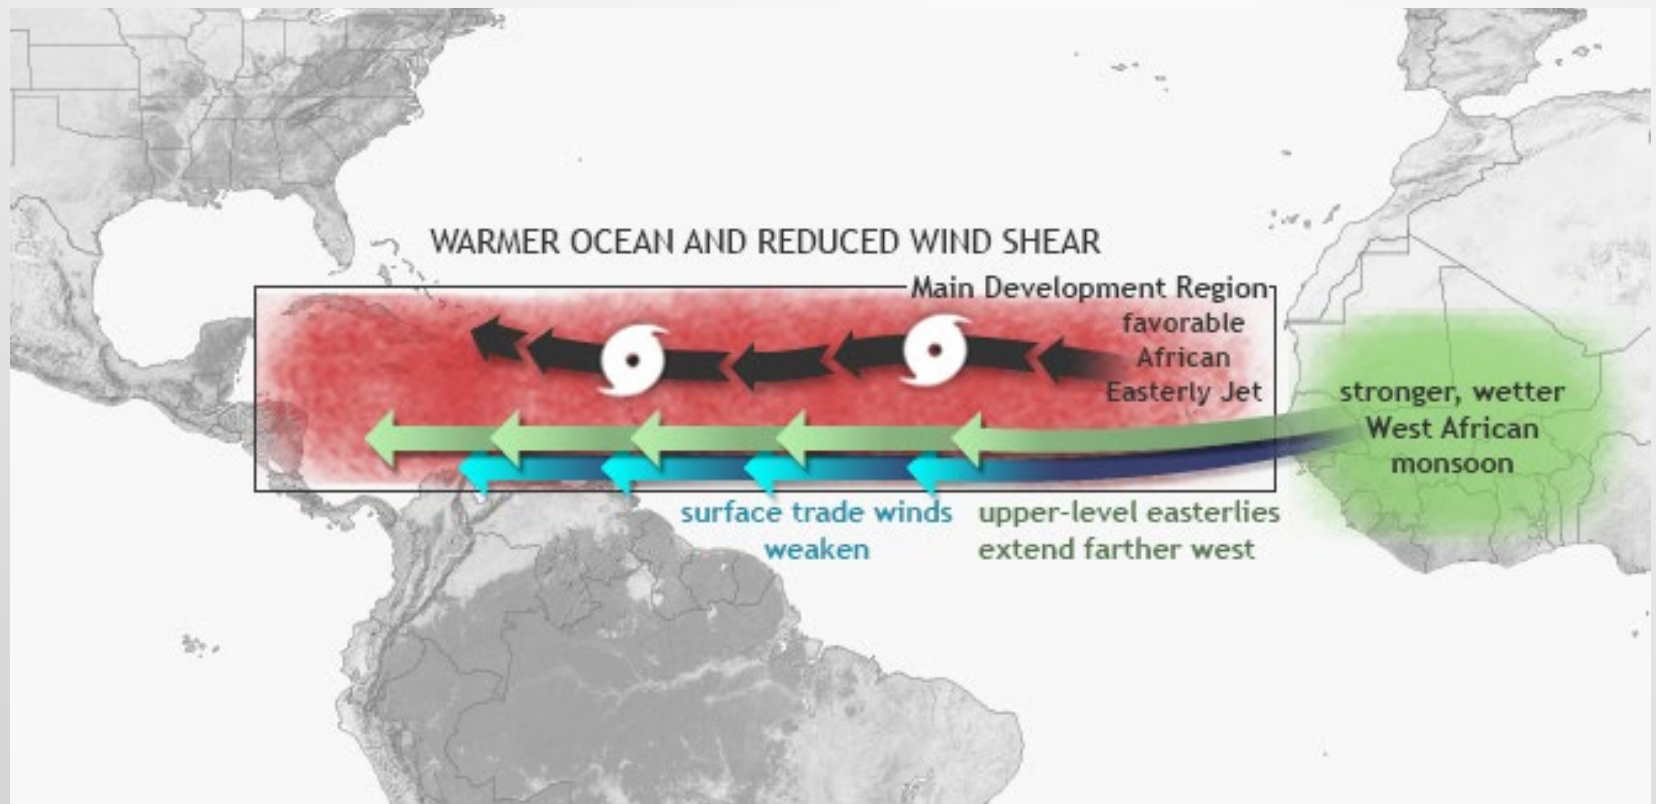 WARMER OCEAN AND REDUCED WIND SHEAR
Main Development Region
favorable
African
Easterly Jet
stronger, wetter
West African
monsoon
surface trade winds
weaken
upper-level easterlies
extend farther west